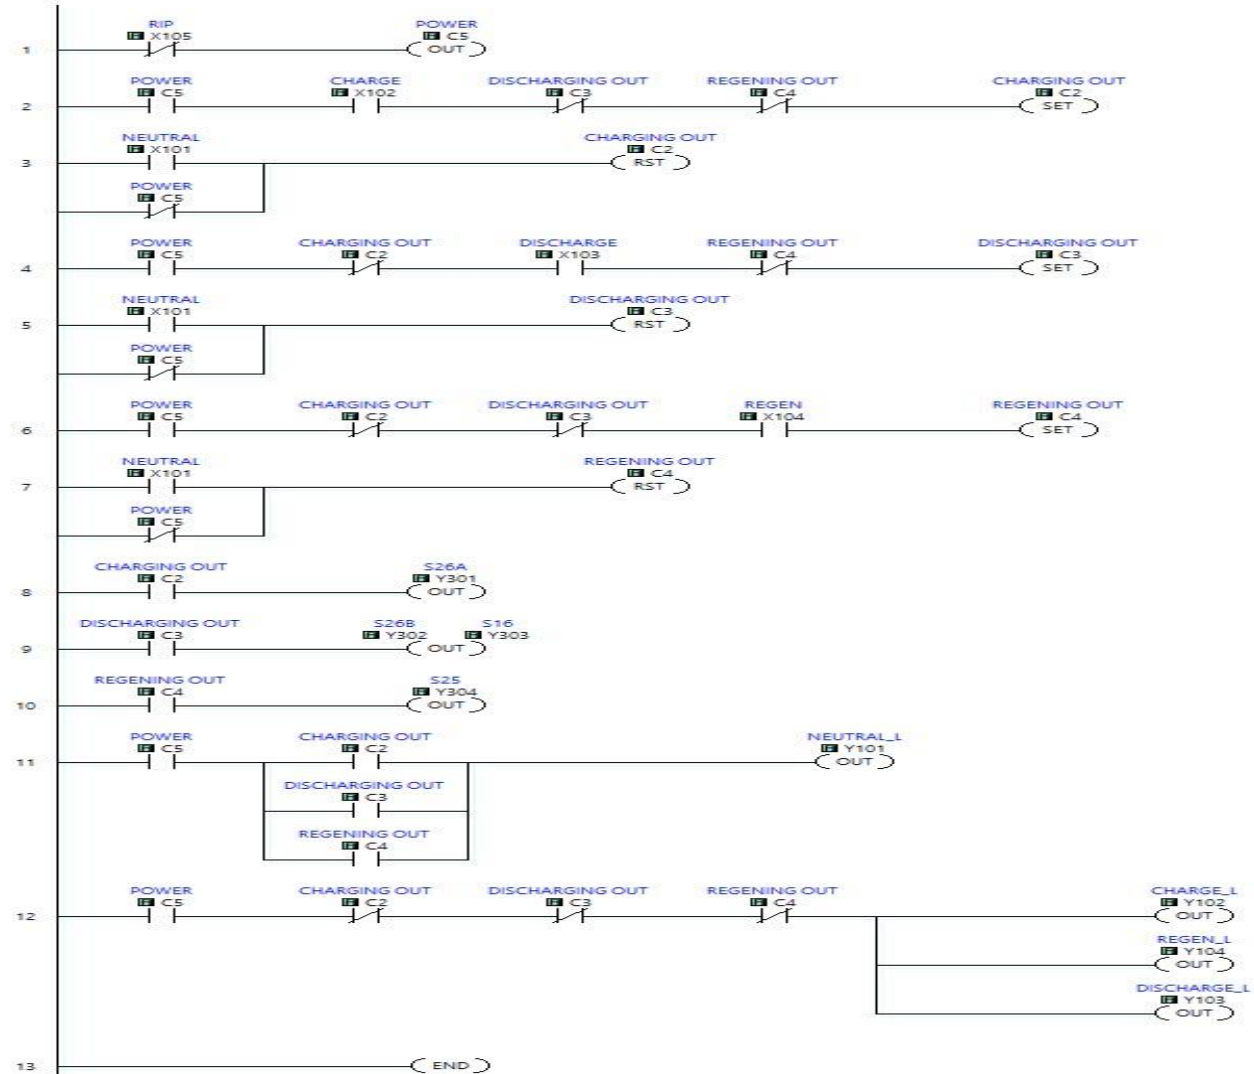 RIP POWER
X105 C5
1 OUT
POWER CHARGE DISCHARGING OUT REGENING OUT CHARGING OUT
C5 X102 C3 C4 C2
2 SET
NEUTRAL CHARGING OUT
X101 C2
3 RST
POWER
C5
POWER CHARGING OUT DISCHARGE REGENING OUT DISCHARGING OUT
C5 C2 X103 C4 C3
4 SET
NEUTRAL DISCHARGING OUT
X101 C3
5 RST
POWER
C5
POWER CHARGING OUT DISCHARGING OUT REGEN REGENING OUT
C5 C2 C3 X104 C4
6 SET
NEUTRAL REGENING OUT
X101 C4
7 RST
POWER
C5
CHARGING OUT S26A
C2 Y301
8 OUT
DISCHARGING OUT S26B S16
C3 Y302 Y303
9 OUT
REGENING OUT S25
C4 Y304
10 OUT
POWER CHARGING OUT NEUTRAL_L
C5 C2 Y101
11 OUT
DISCHARGING OUT
C3
REGENING OUT
C4
POWER CHARGING OUT DISCHARGING OUT REGENING OUT CHARGE_L
C5 C2 C3 C4 Y102
12 OUT
REGEN_L
Y104
OUT
DISCHARGE_L
Y103
OUT
13 END